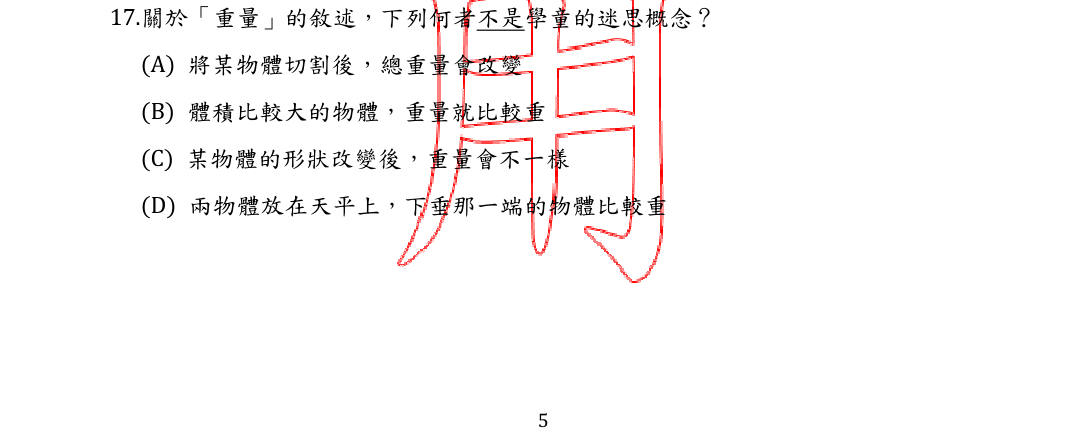 17.關於「重量」的敘述，下列何者不是學童的迷思概念？
(A) 將某物體切割後，總重量會改變
(B) 體積比較大的物體，重量就比較重
(C) 某物體的形狀改變後，重量會不一樣
(D) 兩物體放在天平上，下垂那一端的物體比較重
5